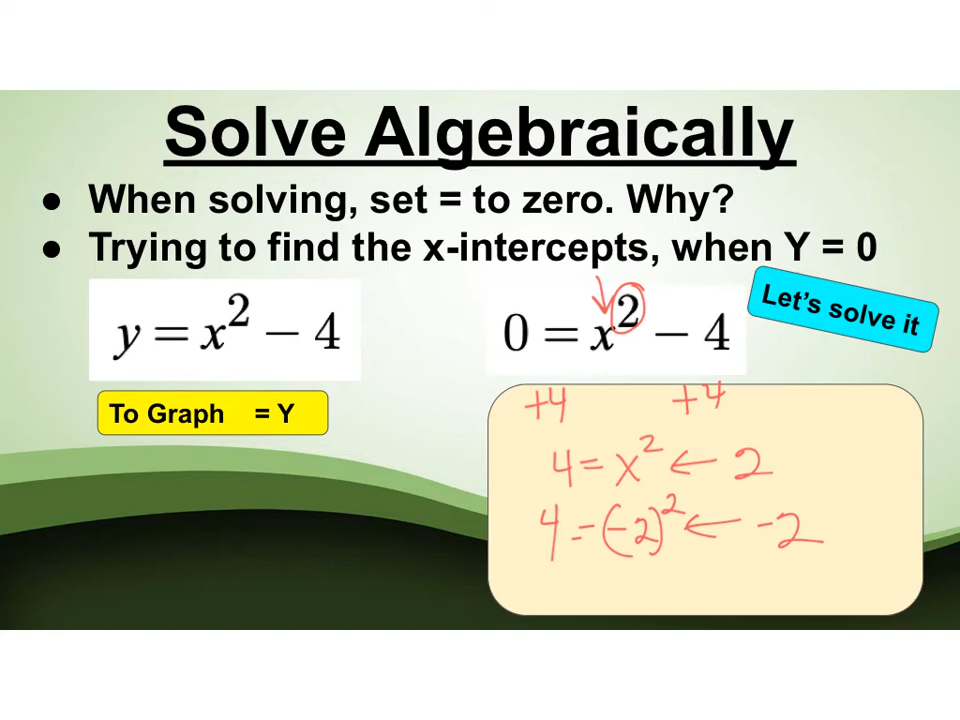 Solve Algebraically
● When solving, set = to zero. Why?
● Trying to find the x-intercepts, when Y = 0
y = x² − 4
0 = x² − 4
Let's solve it
To Graph = Y
+4 +4
4 = x² ← 2
4 = (-2)² ← -2